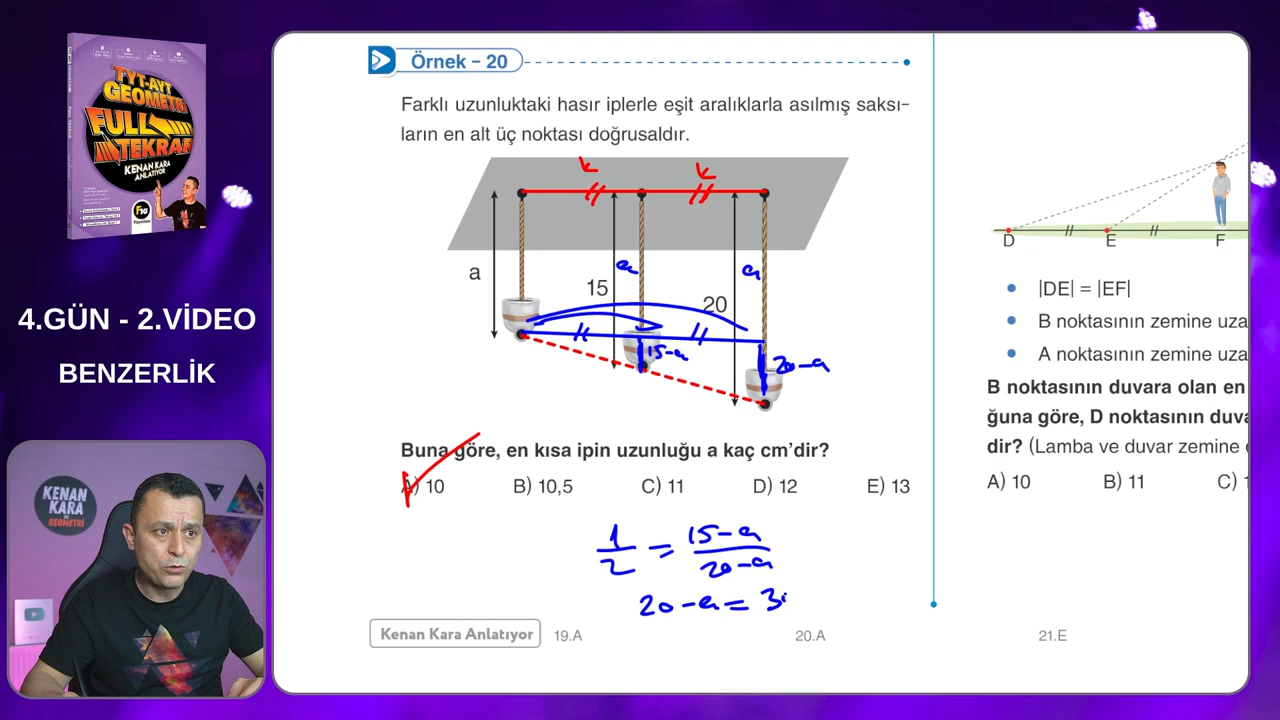 TYT-AYT
GEOMETRİ
FULL
TEKRAR
KENAN KARA
ANLATIYOR
4.GÜN - 2.VİDEO
BENZERLİK
KENAN
KARA
GEOMETRİ
Örnek – 20
Farklı uzunluktaki hasır iplerle eşit aralıklarla asılmış saksı-
ların en alt üç noktası doğrusaldır.
k k
a
15
20
a
a
15-a
20-a
Buna göre, en kısa ipin uzunluğu a kaç cm'dir?
A) 10 B) 10,5 C) 11 D) 12 E) 13
1/2 = 15-a/20-a
20-a = 3
Kenan Kara Anlatıyor 19.A 20.A 21.E
D E F
• |DE| = |EF|
• B noktasının zemine uza
• A noktasının zemine uza
B noktasının duvara olan en
ğuna göre, D noktasının duva
dir? (Lamba ve duvar zemine
A) 10 B) 11 C) 1